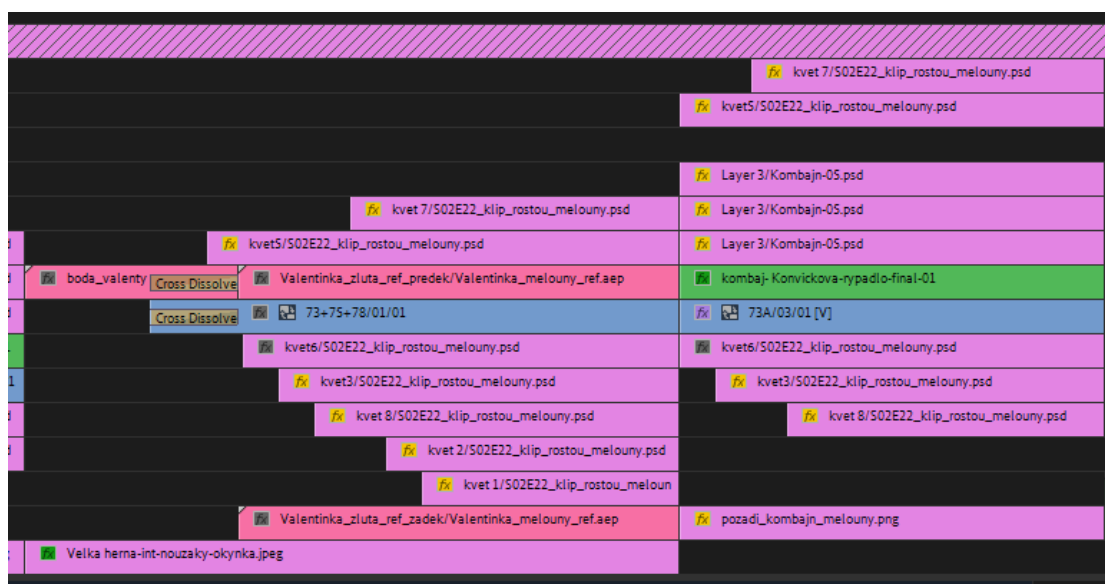 kvet 7/S02E22_klip_rostou_melouny.psd
kvet5/S02E22_klip_rostou_melouny.psd
Layer 3/Kombajn-05.psd
kvet 7/S02E22_klip_rostou_melouny.psd
Layer 3/Kombajn-05.psd
kvet5/S02E22_klip_rostou_melouny.psd
Layer 3/Kombajn-05.psd
boda_valenty
Cross Dissolve
Valentinka_zluta_ref_predek/Valentinka_melouny_ref.aep
kombaj- Konvickova-rypadlo-final-01
Cross Dissolve
73+75+78/01/01
73A/03/01 [V]
kvet6/S02E22_klip_rostou_melouny.psd
kvet6/S02E22_klip_rostou_melouny.psd
kvet3/S02E22_klip_rostou_melouny.psd
kvet3/S02E22_klip_rostou_melouny.psd
kvet 8/S02E22_klip_rostou_melouny.psd
kvet 8/S02E22_klip_rostou_melouny.psd
kvet 2/S02E22_klip_rostou_melouny.psd
kvet 1/S02E22_klip_rostou_meloun
Valentinka_zluta_ref_zadek/Valentinka_melouny_ref.aep
pozadi_kombajn_melouny.png
Velka herna-int-nouzaky-okynka.jpeg